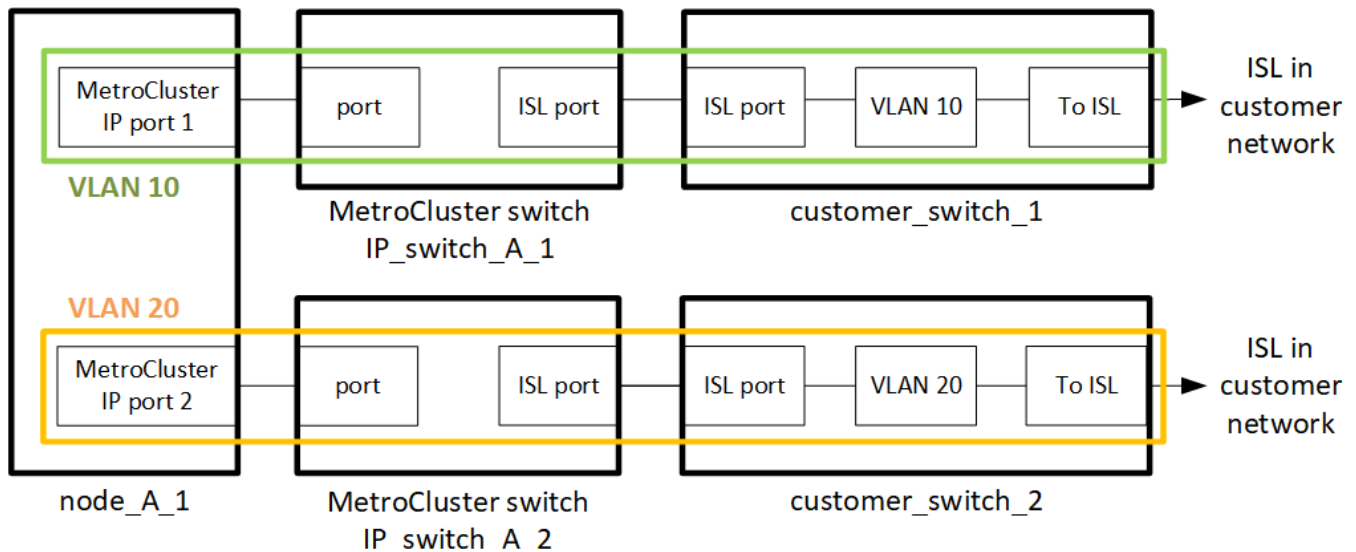 MetroCluster
IP port 1
port
ISL port
ISL port
VLAN 10
To ISL
ISL in
customer
network
VLAN 10
MetroCluster switch
IP_switch_A_1
customer_switch_1
VLAN 20
MetroCluster
IP port 2
port
ISL port
ISL port
VLAN 20
To ISL
ISL in
customer
network
node_A_1
MetroCluster switch
IP_switch_A_2
customer_switch_2